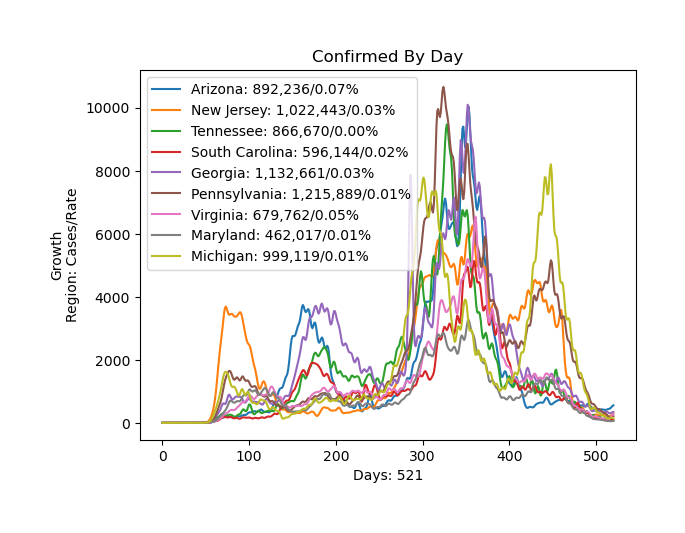 Confirmed By Day
Growth
Region: Cases/Rate
10000
8000
6000
4000
2000
0
Arizona: 892,236/0.07%
New Jersey: 1,022,443/0.03%
Tennessee: 866,670/0.00%
South Carolina: 596,144/0.02%
Georgia: 1,132,661/0.03%
Pennsylvania: 1,215,889/0.01%
Virginia: 679,762/0.05%
Maryland: 462,017/0.01%
Michigan: 999,119/0.01%
0 100 200 300 400 500
Days: 521